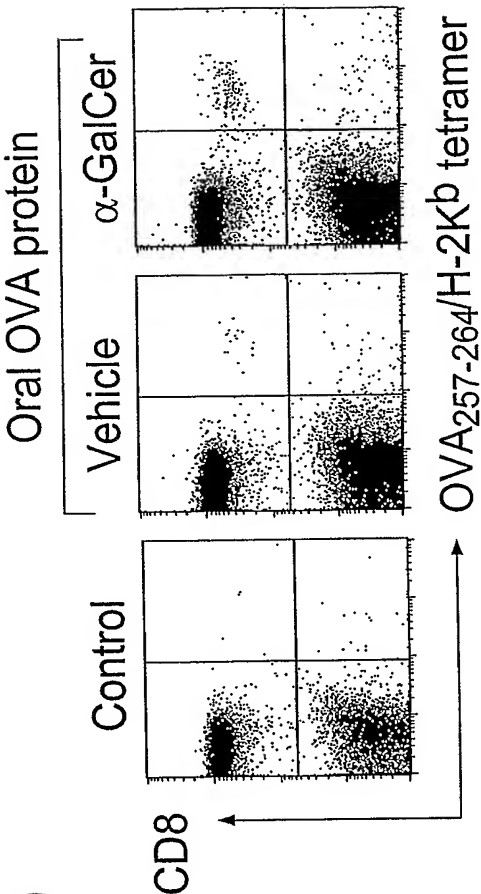 Oral OVA protein
Control
Vehicle
α-GalCer
CD8
OVA257-264/H-2Kb tetramer